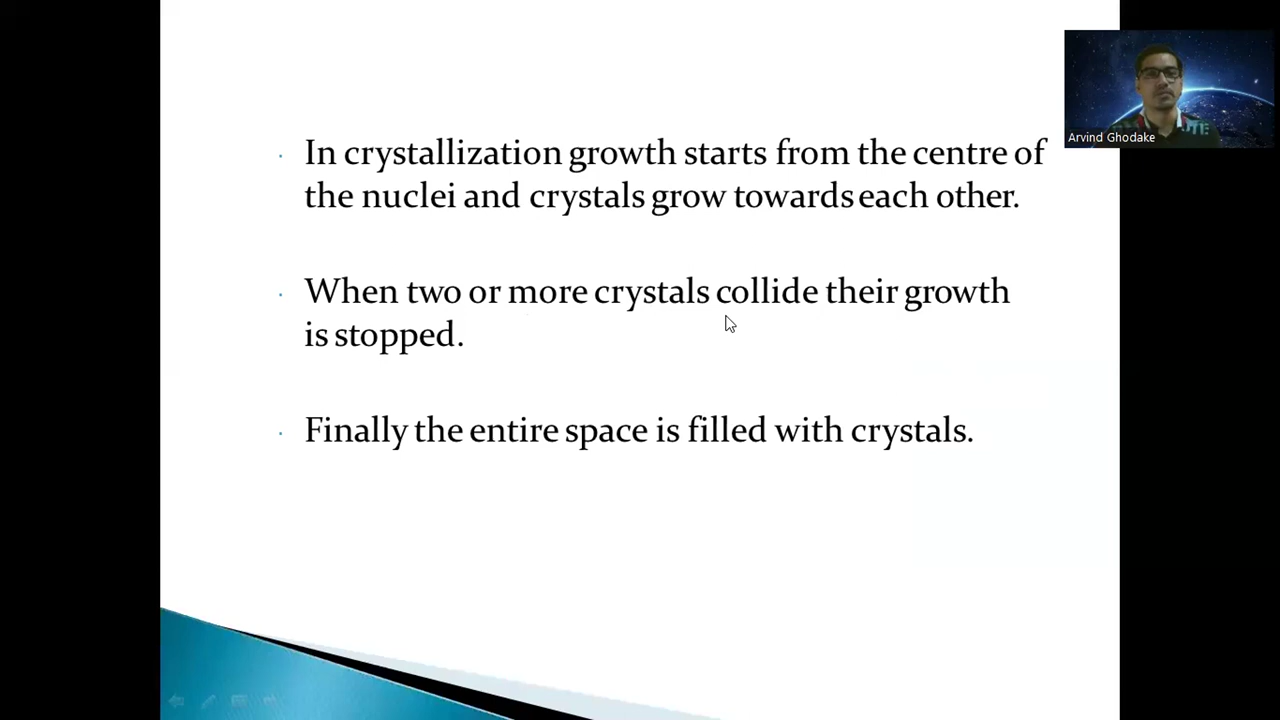 In crystallization growth starts from the centre of
the nuclei and crystals grow towards each other.
When two or more crystals collide their growth
is stopped.
Finally the entire space is filled with crystals.
Arvind Ghodake